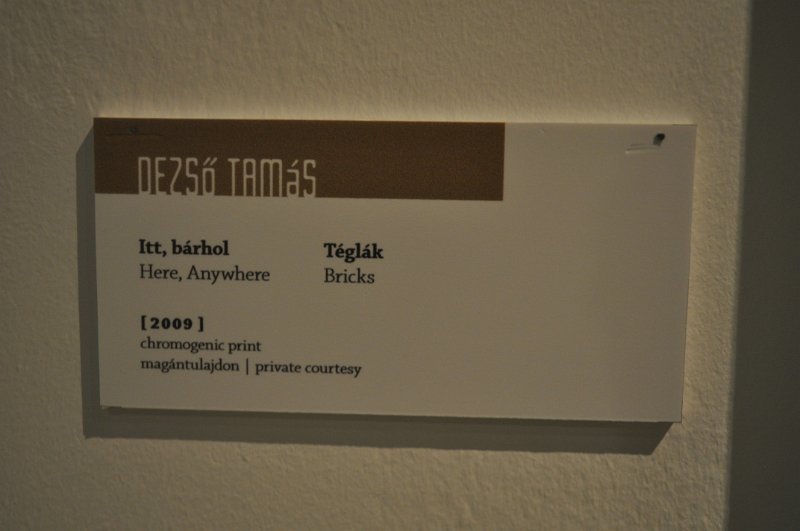 DEZSŐ TAMÁS
Itt, bárhol
Here, Anywhere
Téglák
Bricks
[2009]
chromogenic print
magántulajdon | private courtesy